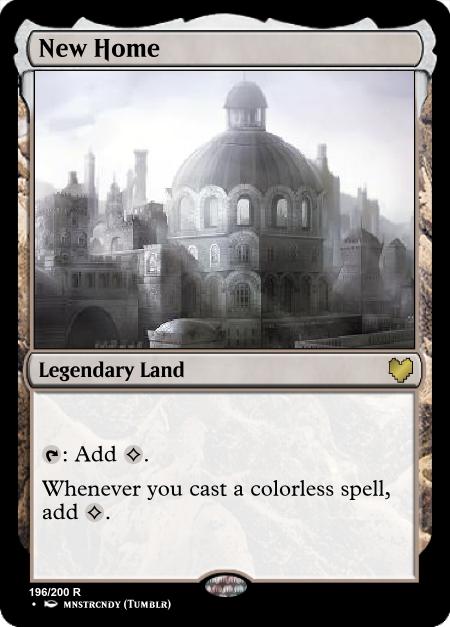 New Home
Legendary Land
: Add .
Whenever you cast a colorless spell,
add .
196/200 R
• MNSTRCNDY (TUMBLR)